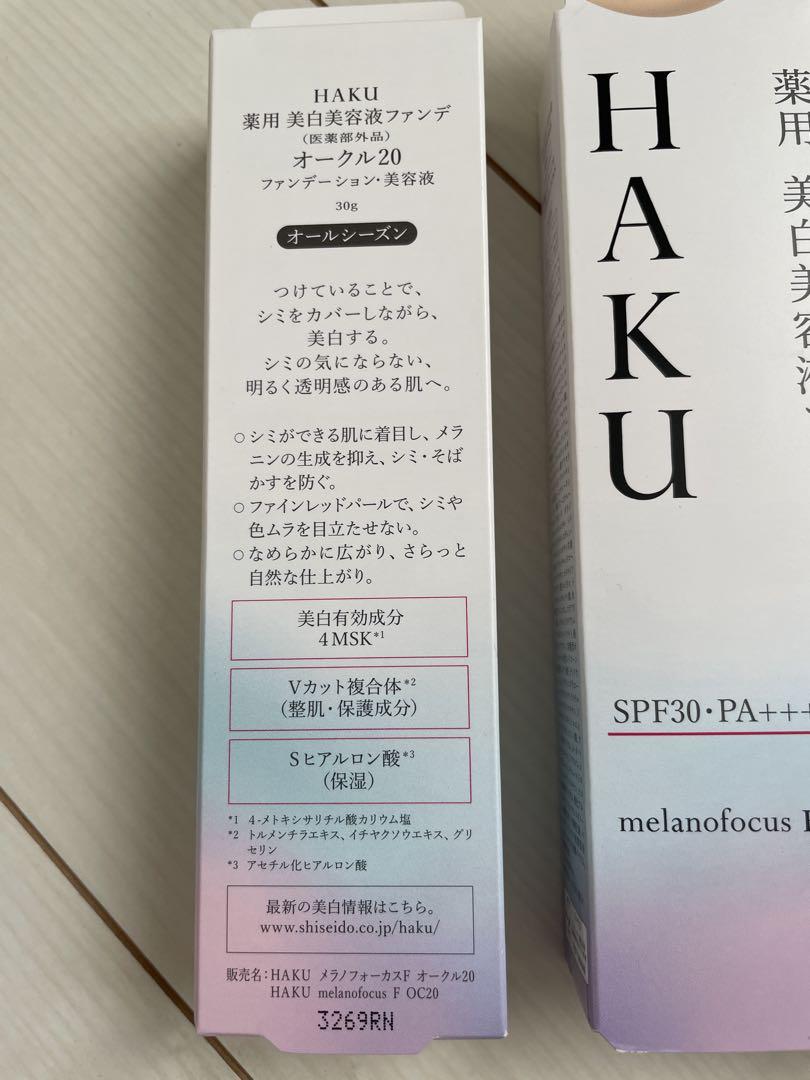 HAKU
薬用 美白美容液ファンデ
(医薬部外品)
オークル20
ファンデーション・美容液
30g
オールシーズン
つけていることで、
シミをカバーしながら、
美白する。
シミの気にならない、
明るく透明感のある肌へ。
○シミができる肌に着目し、メラ
ニンの生成を抑え、シミ・そば
かすを防ぐ。
○ファインレッドパールで、シミや
色ムラを目立たせない。
○なめらかに広がり、さらっと
自然な仕上がり。
美白有効成分
4MSK*1
Vカット複合体*2
(整肌・保護成分)
Sヒアルロン酸*3
(保湿)
*1 4-メトキシサリチル酸カリウム塩
*2 トルメンチラエキス、イチヤクソウエキス、グリ
セリン
*3 アセチル化ヒアルロン酸
最新の美白情報はこちら。
www.shiseido.co.jp/haku/
販売名:HAKU メラノフォーカスF オークル20
HAKU melanofocus F OC20
3269RN
HAKU
薬用 美白美容液
SPF30・PA+++
melanofocus